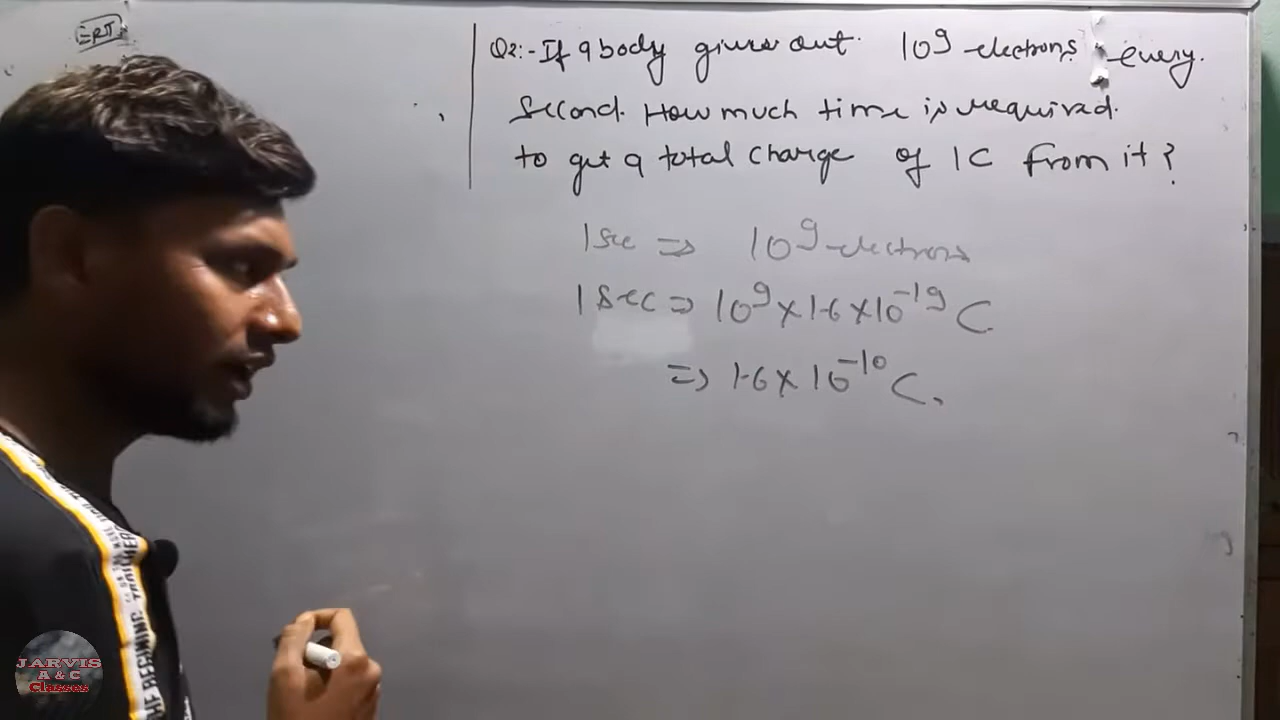 Q2:- If a body gives out 10⁹ electrons every
second. How much time is required
to get a total charge of 1C from it?
1 sec ⇒ 10⁹ electrons
1 sec ⇒ 10⁹ × 1.6 × 10⁻¹⁹ C
⇒ 1.6 × 10⁻¹⁰ C.
JARVIS
A & C
Classes